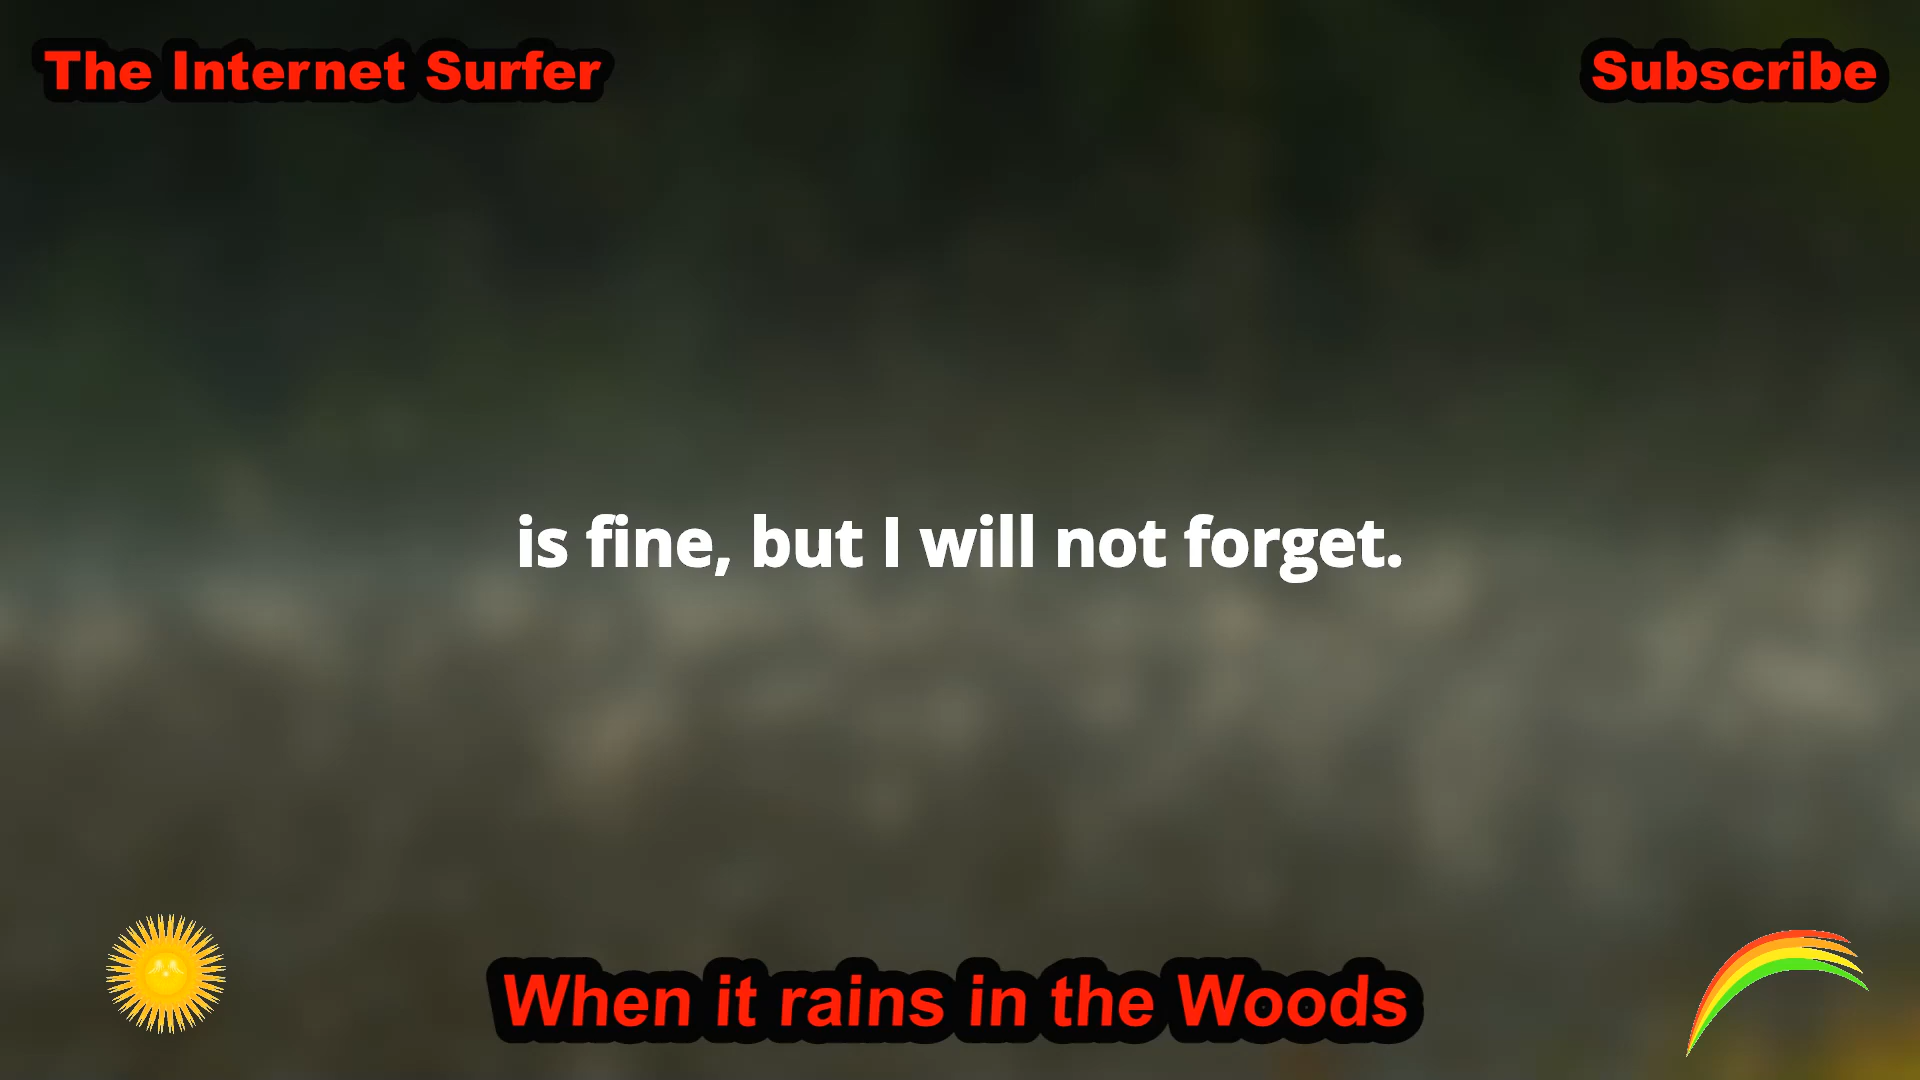 The Internet Surfer
Subscribe
is fine, but I will not forget.
When it rains in the Woods